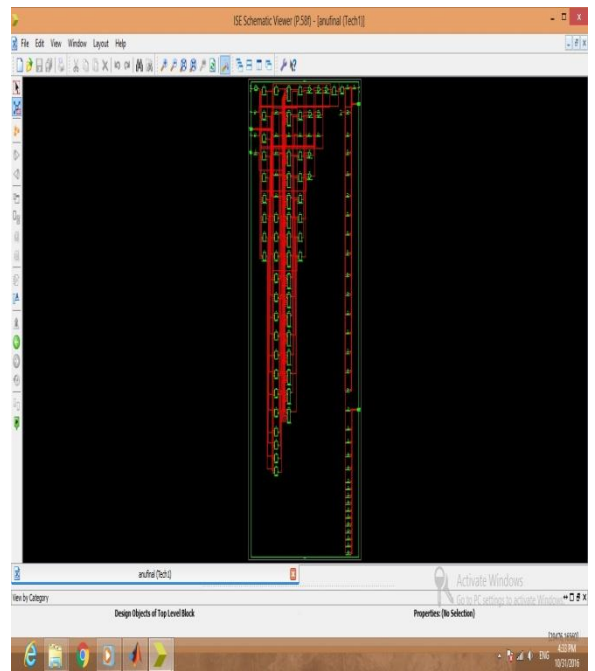 ISE Schematic Viewer (P.58f) - [anufinal (Tech1)]
File Edit View Window Layout Help
anufinal (Tech1)
Activate Windows
Go to PC settings to activate Windows
View by Category
Design Objects of Top Level Block
Properties: (No Selection)
ENG
4:33 PM
10/31/2016